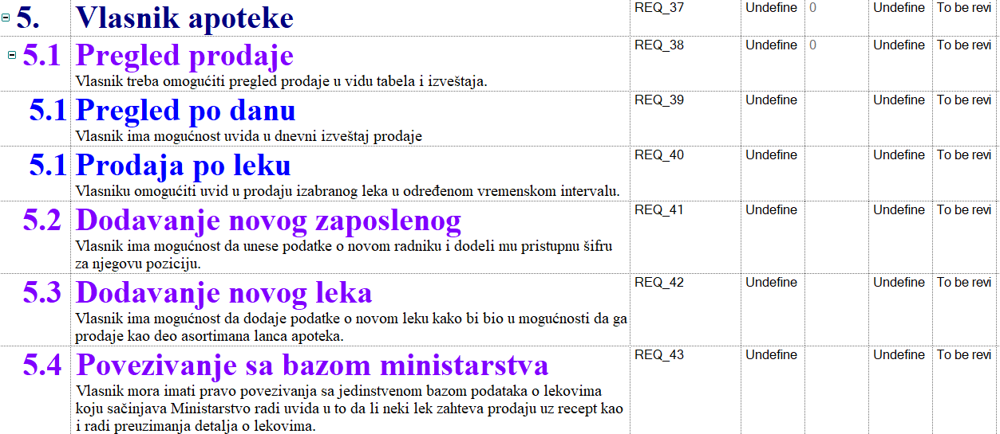 5. Vlasnik apoteke REQ_37 Undefine 0 Undefine To be revi
5.1 Pregled prodaje REQ_38 Undefine 0 Undefine To be revi
Vlasnik treba omogućiti pregled prodaje u vidu tabela i izveštaja.
5.1 Pregled po danu REQ_39 Undefine Undefine To be revi
Vlasnik ima mogućnost uvida u dnevni izveštaj prodaje
5.1 Prodaja po leku REQ_40 Undefine Undefine To be revi
Vlasniku omogućiti uvid u prodaju izabranog leka u određenom vremenskom intervalu.
5.2 Dodavanje novog zaposlenog REQ_41 Undefine Undefine To be revi
Vlasnik ima mogućnost da unese podatke o novom radniku i dodeli mu pristupnu šifru
za njegovu poziciju.
5.3 Dodavanje novog leka REQ_42 Undefine Undefine To be revi
Vlasnik ima mogućnost da dodaje podatke o novom leku kako bi bio u mogućnosti da ga
prodaje kao deo asortimana lanca apoteka.
5.4 Povezivanje sa bazom ministarstva REQ_43 Undefine Undefine To be revi
Vlasnik mora imati pravo povezivanja sa jedinstvenom bazom podataka o lekovima
koju sačinjava Ministarstvo radi uvida u to da li neki lek zahteva prodaju uz recept kao
i radi preuzimanja detalja o lekovima.